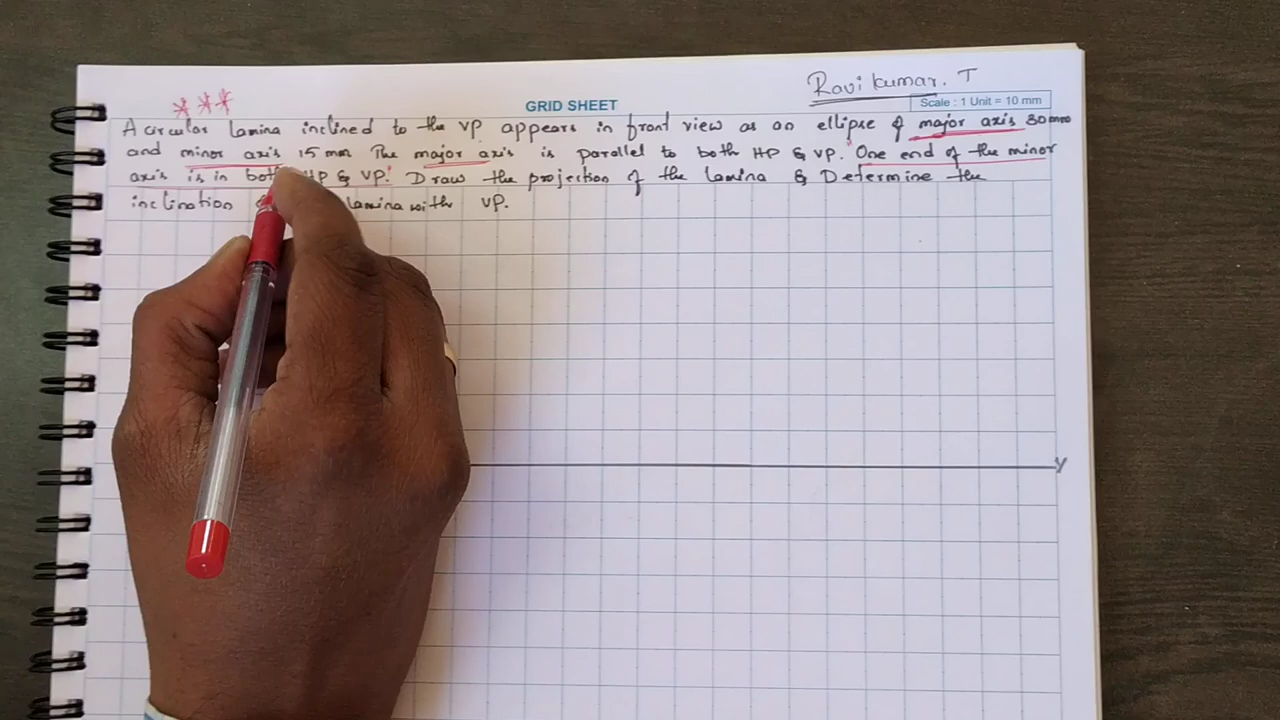 Ravi kumar. T
GRID SHEET
Scale : 1 Unit = 10 mm
A circular lamina inclined to the VP appears in front view as an ellipse of major axis 30mm
and minor axis 15 mm The major axis is parallel to both HP & VP. One end of the minor
axis is in both HP & VP. Draw the projection of the lamina & Determine the
inclination lamina with VP.
Y